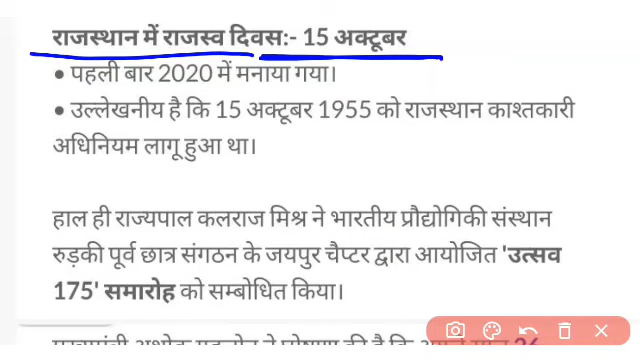 राजस्थान में राजस्व दिवस:- 15 अक्टूबर
• पहली बार 2020 में मनाया गया।
• उल्लेखनीय है कि 15 अक्टूबर 1955 को राजस्थान काश्तकारी
अधिनियम लागू हुआ था।
हाल ही राज्यपाल कलराज मिश्र ने भारतीय प्रौद्योगिकी संस्थान
रुड़की पूर्व छात्र संगठन के जयपुर चैप्टर द्वारा आयोजित 'उत्सव
175' समारोह को सम्बोधित किया।